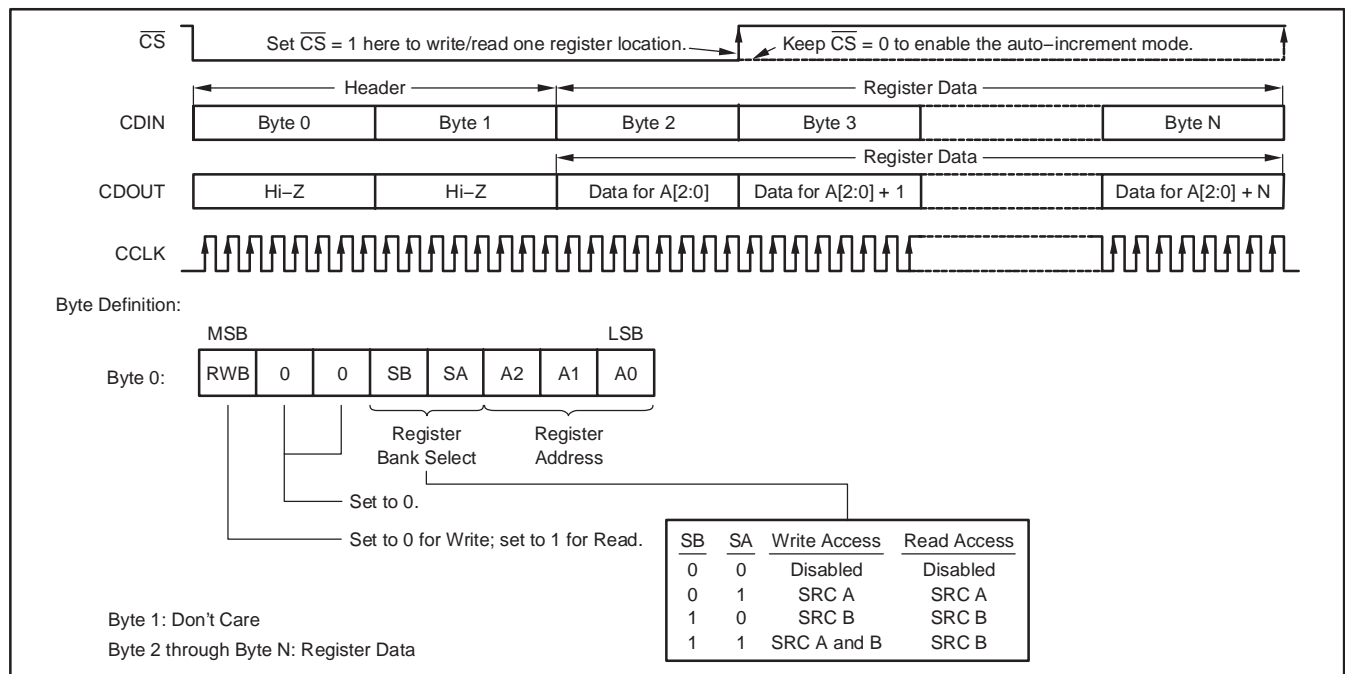 CS Set CS = 1 here to write/read one register location. Keep CS = 0 to enable the auto−increment mode.
Header Register Data
CDIN Byte 0 Byte 1 Byte 2 Byte 3 Byte N
Register Data
CDOUT Hi−Z Hi−Z Data for A[2:0] Data for A[2:0] + 1 Data for A[2:0] + N
CCLK
Byte Definition:
MSB LSB
Byte 0: RWB 0 0 SB SA A2 A1 A0
Register Bank Select
Register Address
Set to 0.
Set to 0 for Write; set to 1 for Read.
SB SA Write Access Read Access
0 0 Disabled Disabled
0 1 SRC A SRC A
1 0 SRC B SRC B
1 1 SRC A and B SRC B
Byte 1: Don't Care
Byte 2 through Byte N: Register Data